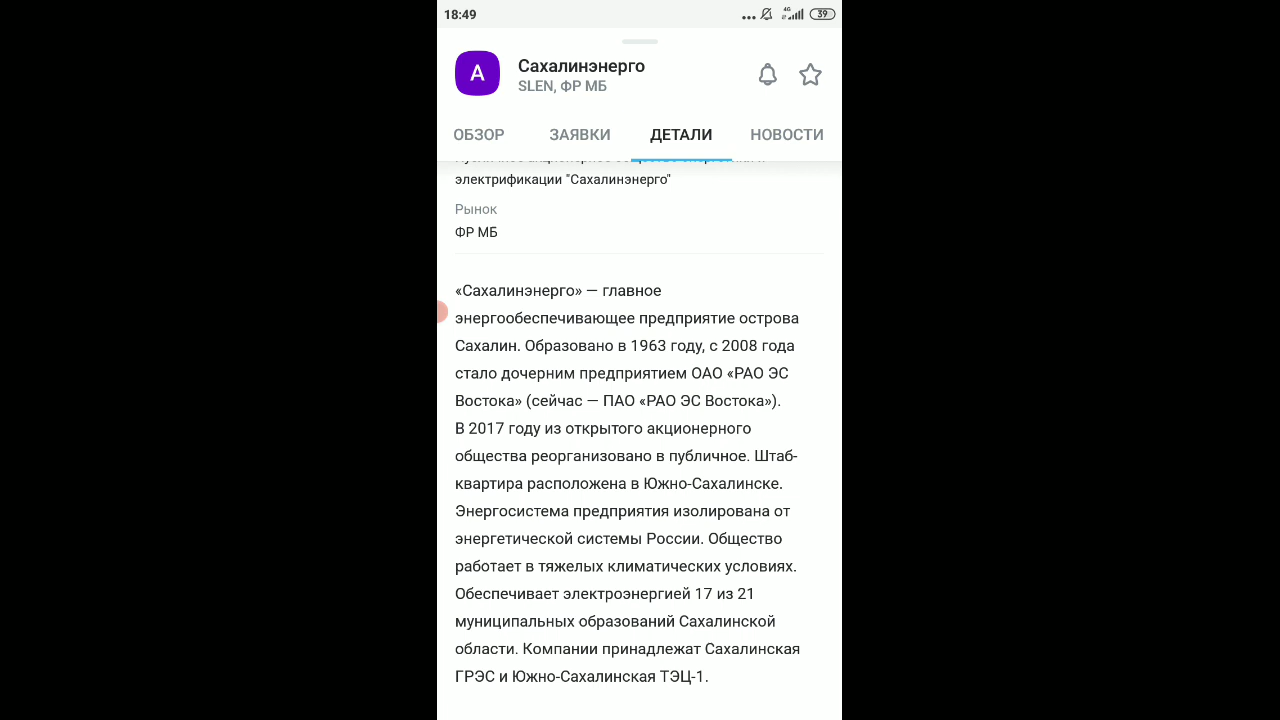 18:49
4G
39
A
Сахалинэнерго
SLEN, ФР МБ
ОБЗОР ЗАЯВКИ ДЕТАЛИ НОВОСТИ
электрификации "Сахалинэнерго"
Рынок
ФР МБ
«Сахалинэнерго» — главное
энергообеспечивающее предприятие острова
Сахалин. Образовано в 1963 году, с 2008 года
стало дочерним предприятием ОАО «РАО ЭС
Востока» (сейчас — ПАО «РАО ЭС Востока»).
В 2017 году из открытого акционерного
общества реорганизовано в публичное. Штаб-
квартира расположена в Южно-Сахалинске.
Энергосистема предприятия изолирована от
энергетической системы России. Общество
работает в тяжелых климатических условиях.
Обеспечивает электроэнергией 17 из 21
муниципальных образований Сахалинской
области. Компании принадлежат Сахалинская
ГРЭС и Южно-Сахалинская ТЭЦ-1.